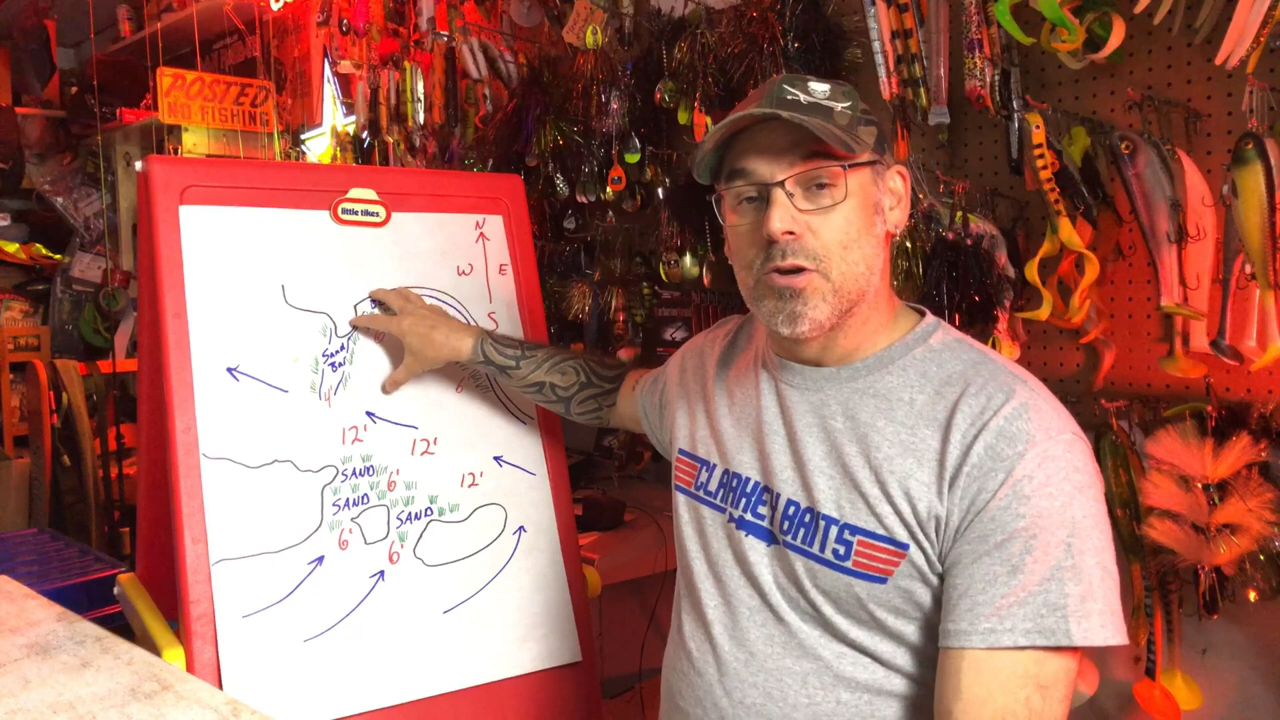 POSTED
NO FISHING
little tikes
N
W E
S
Sand
Bar
4'
6
12'
12'
12'
SAND
6'
SAND
SAND
6'
6'
CLARKEY BAITS